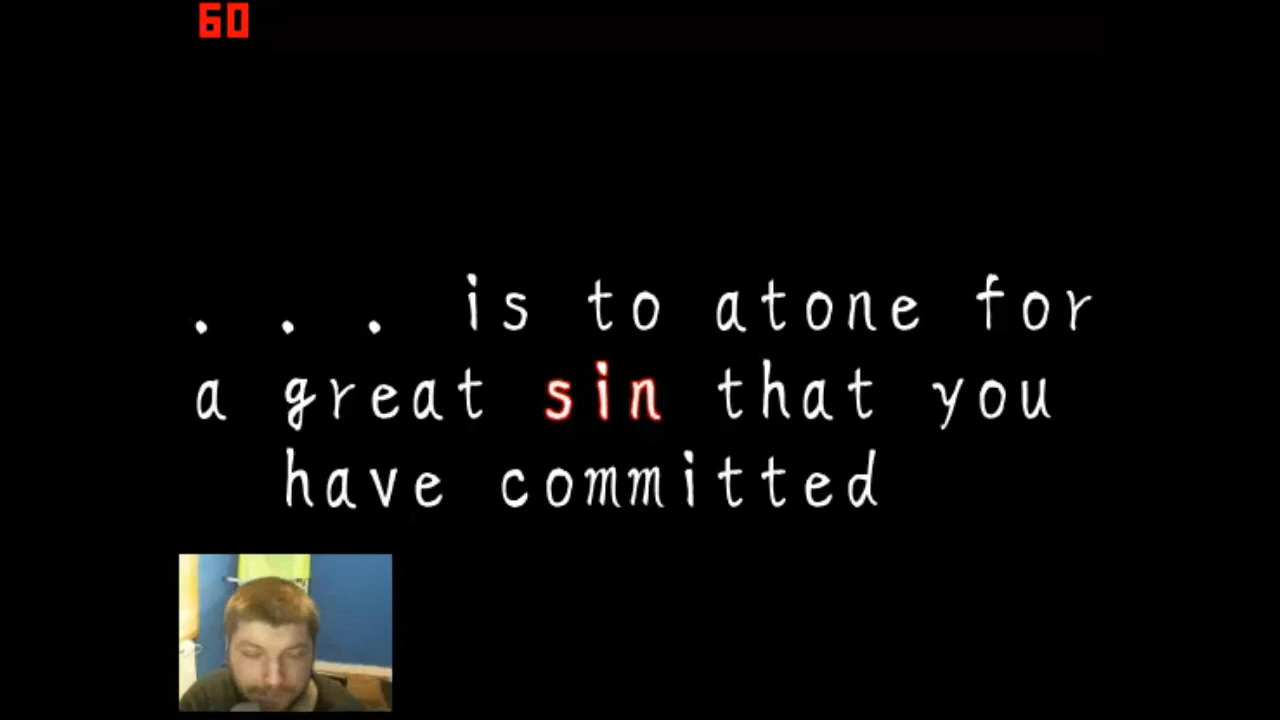 60
. . . is to atone for
a great sin that you
have committed